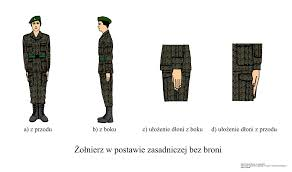 a) z przodu
b) z boku
c) ułożenie dłoni z boku
d) ułożenie dłoni z przodu
Żołnierz w postawie zasadniczej bez broni